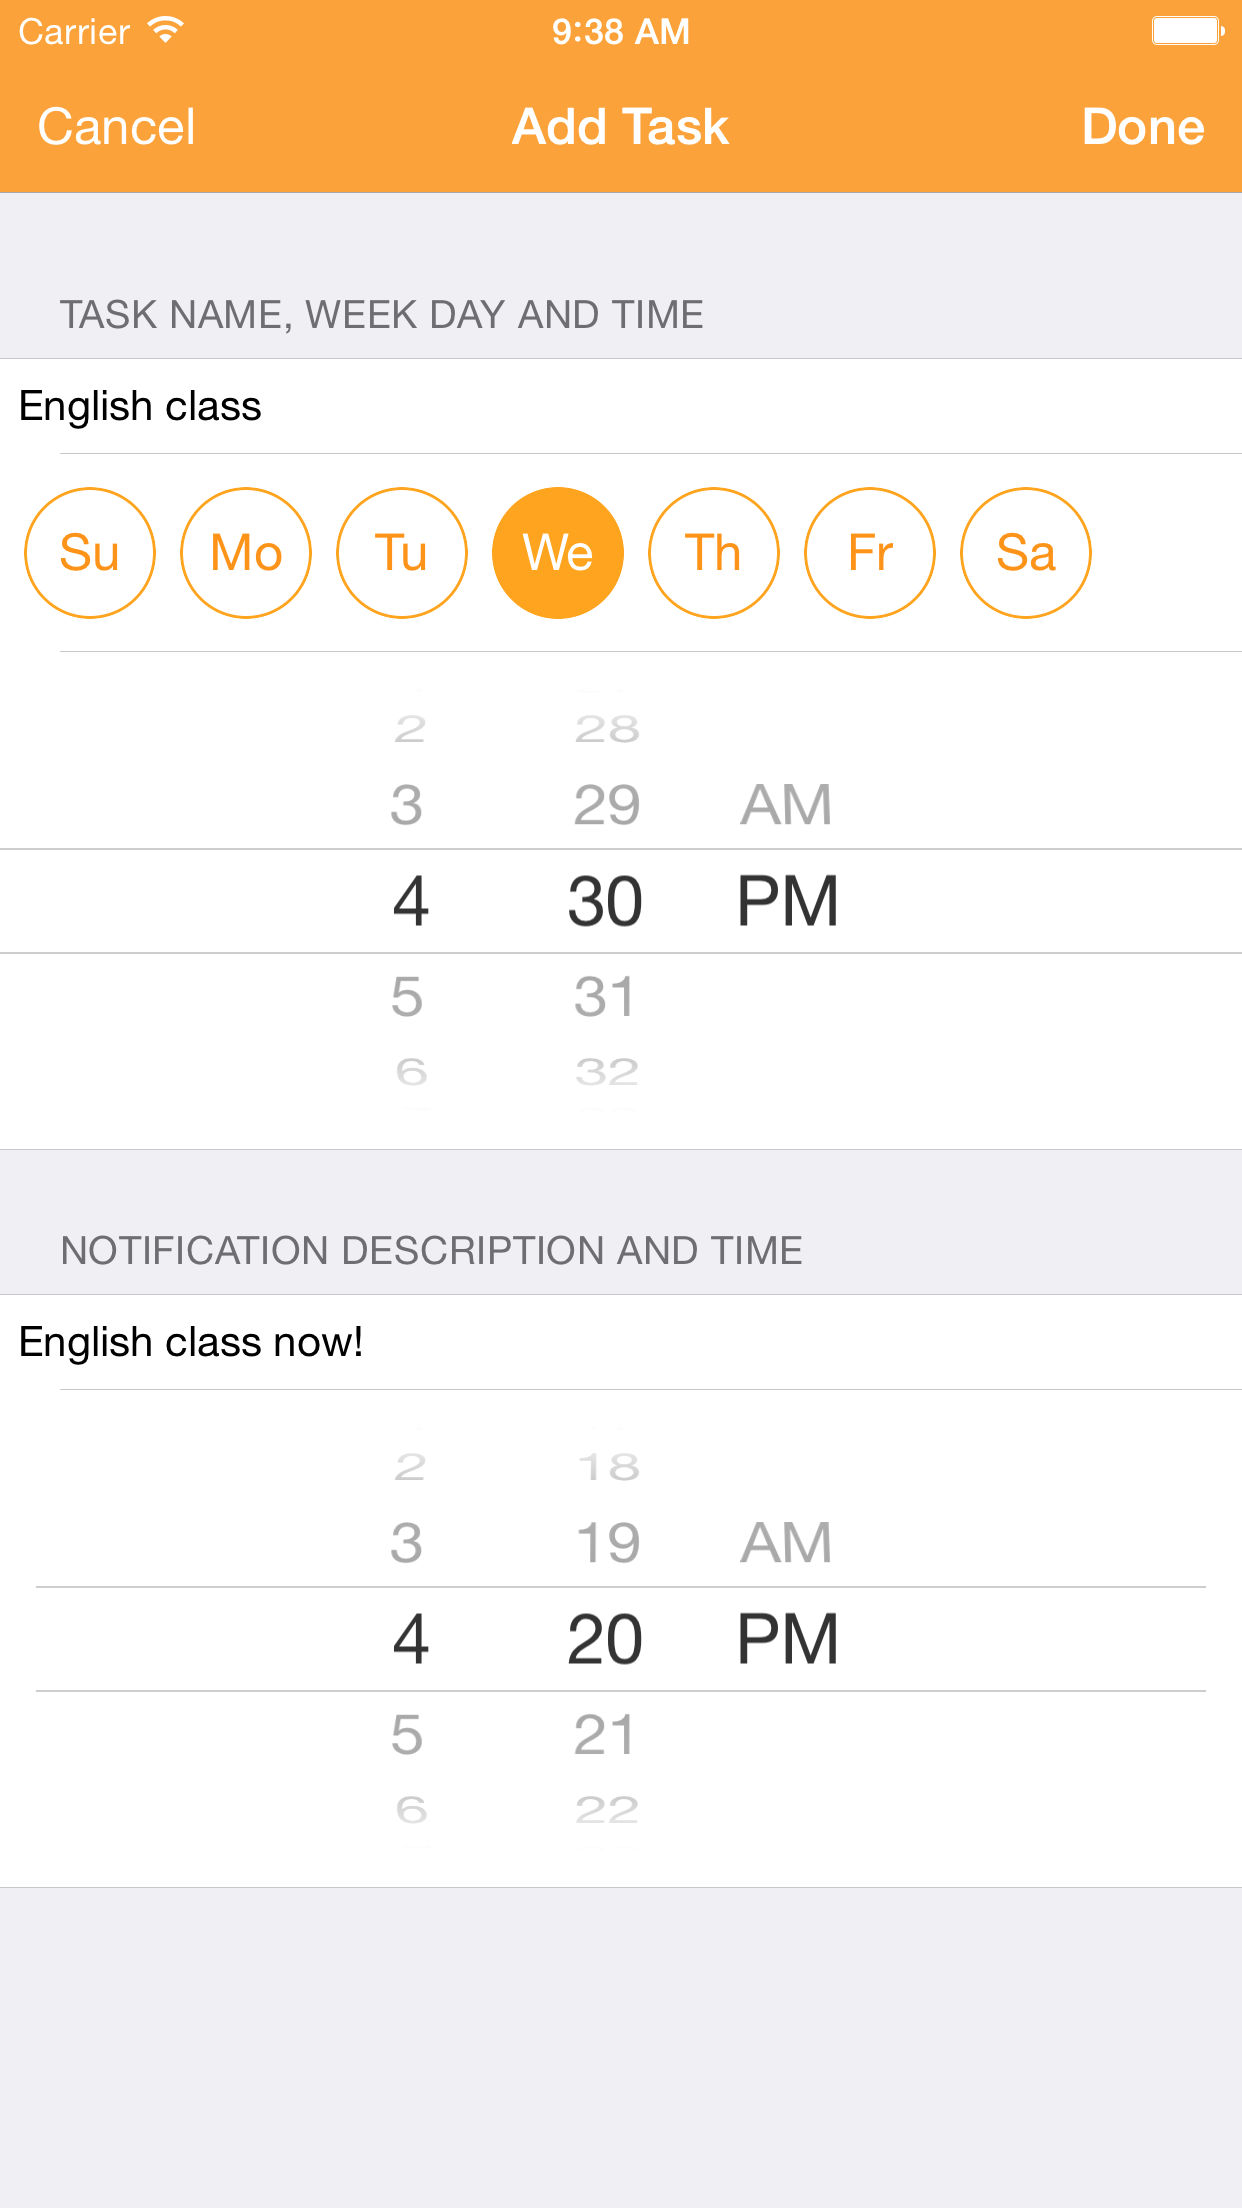 Carrier 9:38 AM
Cancel Add Task Done
TASK NAME, WEEK DAY AND TIME
English class
Su Mo Tu We Th Fr Sa
2 28
3 29 AM
4 30 PM
5 31
6 32
NOTIFICATION DESCRIPTION AND TIME
English class now!
2 18
3 19 AM
4 20 PM
5 21
6 22